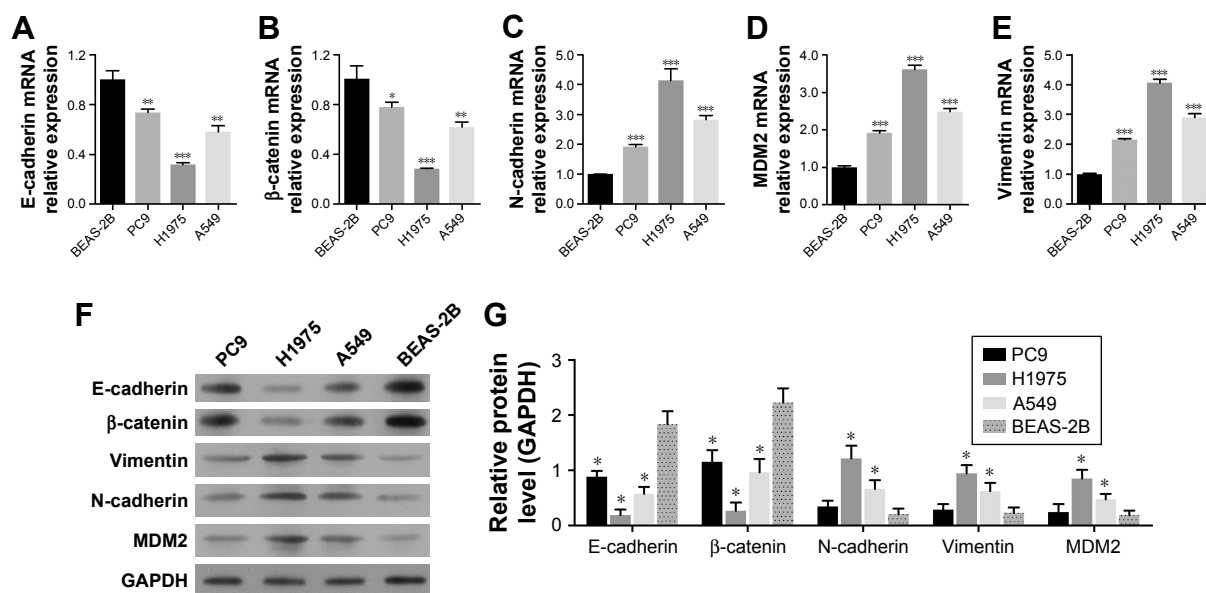 A
E-cadherin mRNA
relative expression
1.2
0.8
0.4
0.0
**
***
**
BEAS-2B
PC9
H1975
A549
B
β-catenin mRNA
relative expression
1.2
0.8
0.4
0.0
*
***
**
BEAS-2B
PC9
H1975
A549
C
N-cadherin mRNA
relative expression
5.0
4.0
3.0
2.0
1.0
0.0
***
***
***
BEAS-2B
PC9
H1975
A549
D
MDM2 mRNA
relative expression
4.0
3.0
2.0
1.0
0.0
***
***
***
BEAS-2B
PC9
H1975
A549
E
Vimentin mRNA
relative expression
5.0
4.0
3.0
2.0
1.0
0.0
***
***
***
BEAS-2B
PC9
H1975
A549
F
PC9
H1975
A549
BEAS-2B
E-cadherin
β-catenin
Vimentin
N-cadherin
MDM2
GAPDH
G
Relative protein
level (GAPDH)
3
2
1
0
PC9
H1975
A549
BEAS-2B
* * *
* * *
* *
* *
* *
E-cadherin
β-catenin
N-cadherin
Vimentin
MDM2